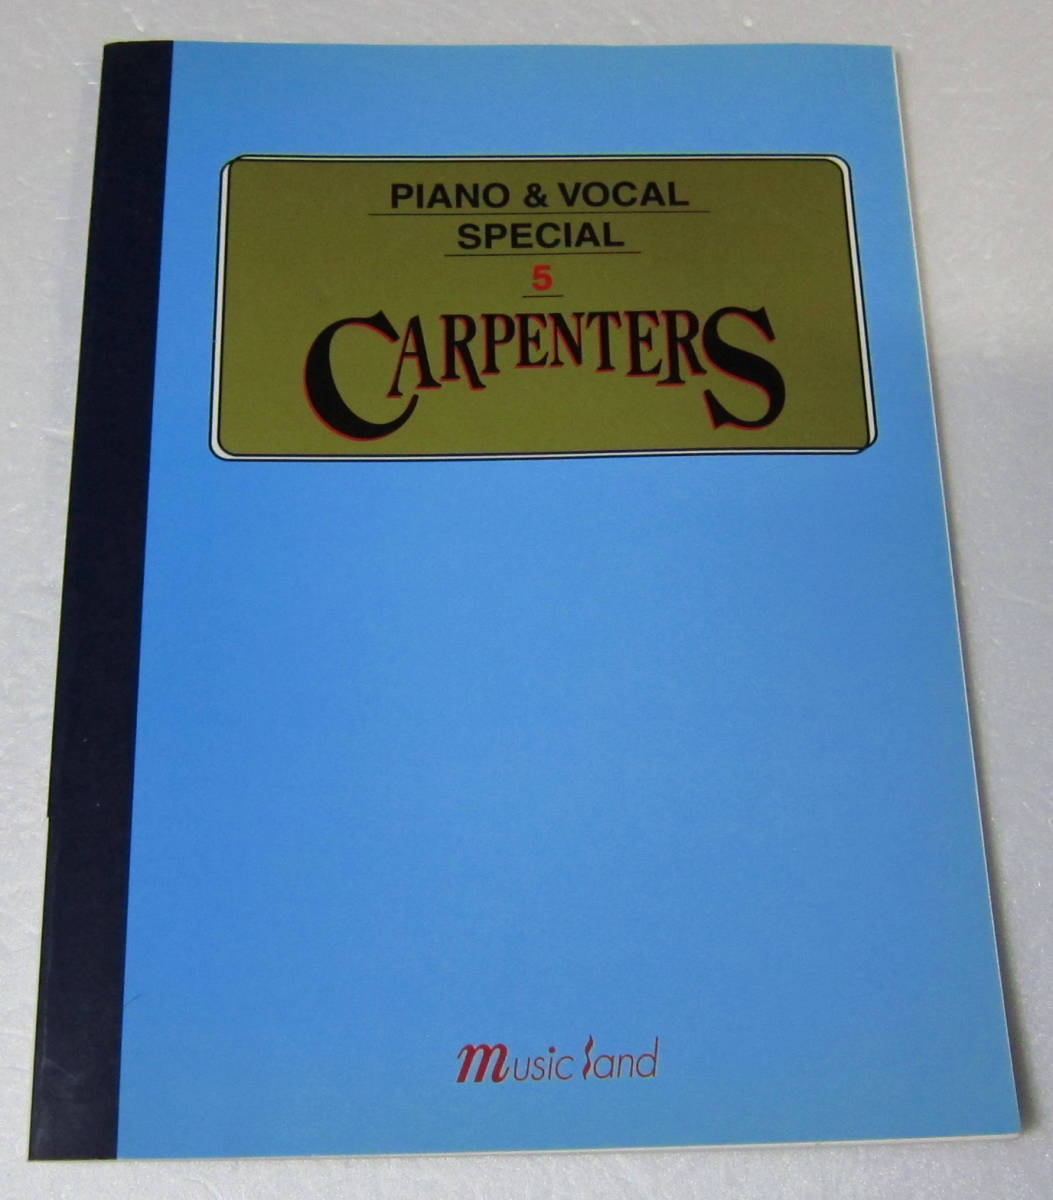 PIANO & VOCAL
SPECIAL
5
CARPENTERS
music land